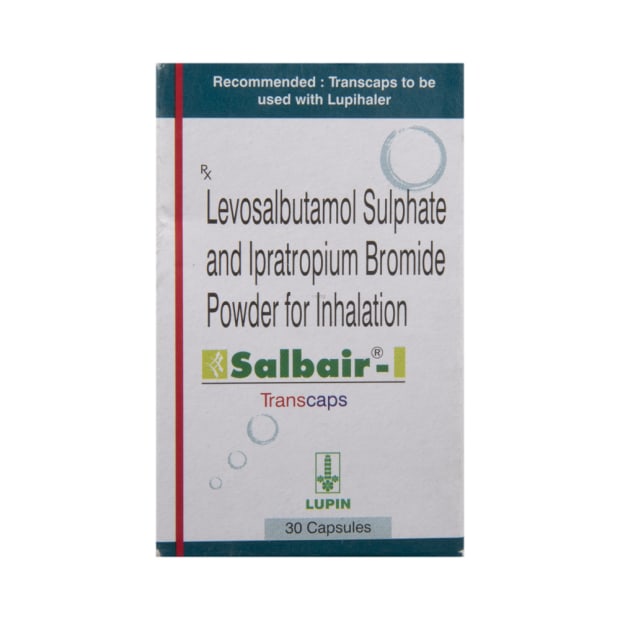 Recommended : Transcaps to be
used with Lupihaler
Rx
Levosalbutamol Sulphate
and Ipratropium Bromide
Powder for Inhalation
Salbair®-I
Transcaps
LUPIN
30 Capsules